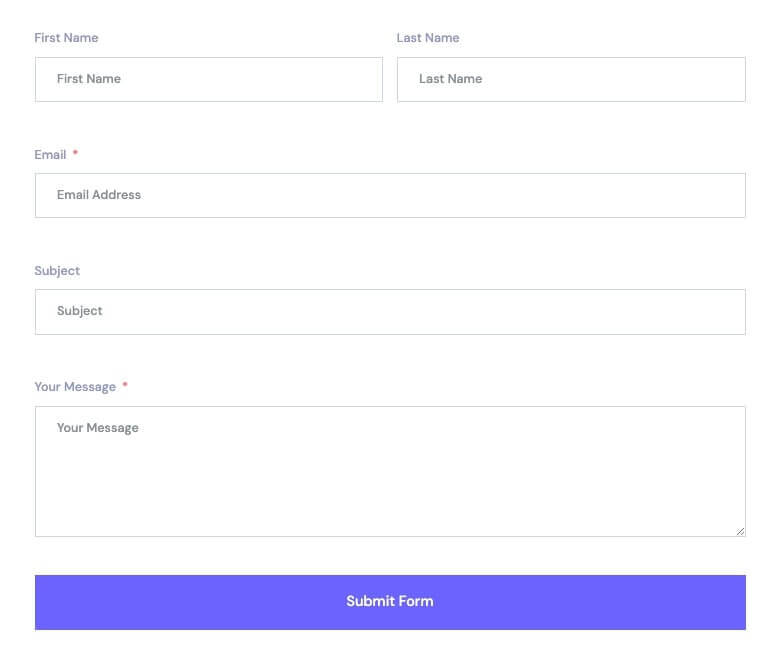 First Name Last Name
First Name Last Name
Email *
Email Address
Subject
Subject
Your Message *
Your Message
Submit Form